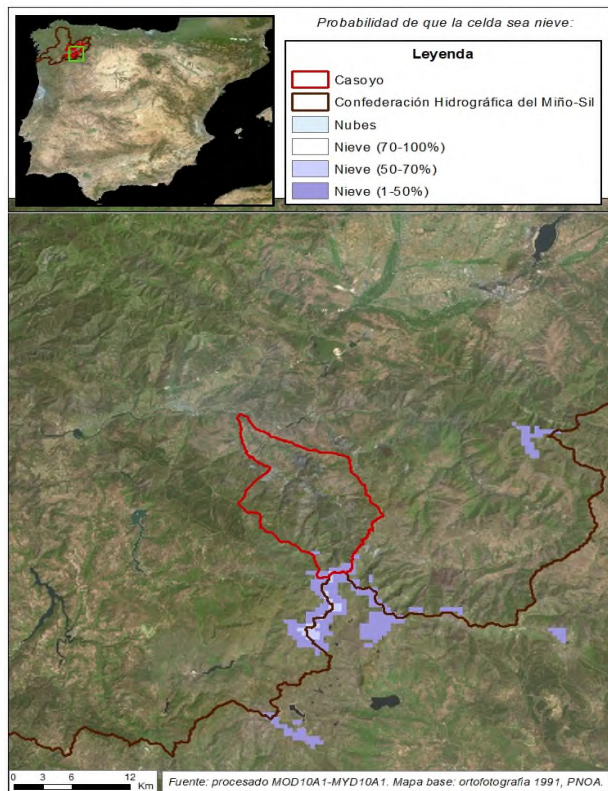 Probabilidad de que la celda sea nieve:
Leyenda
Casoyo
Confederación Hidrográfica del Miño-Sil
Nubes
Nieve (70-100%)
Nieve (50-70%)
Nieve (1-50%)
0 3 6 12
Km
Fuente: procesado MOD10A1-MYD10A1. Mapa base: ortofotografía 1991, PNOA.